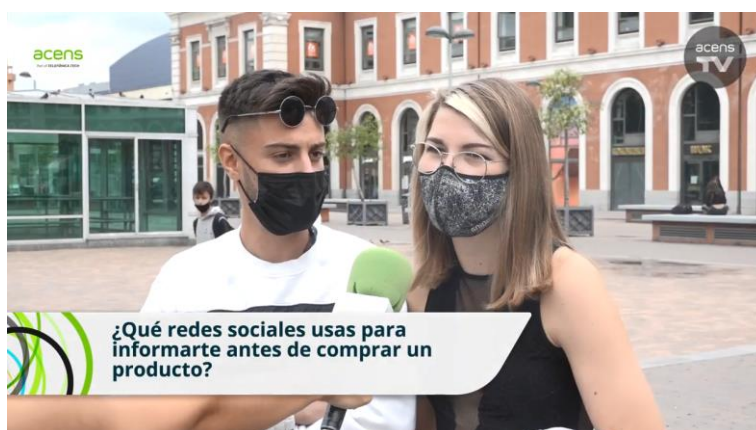 acens
acens
TV
¿Qué redes sociales usas para
informarte antes de comprar un
producto?